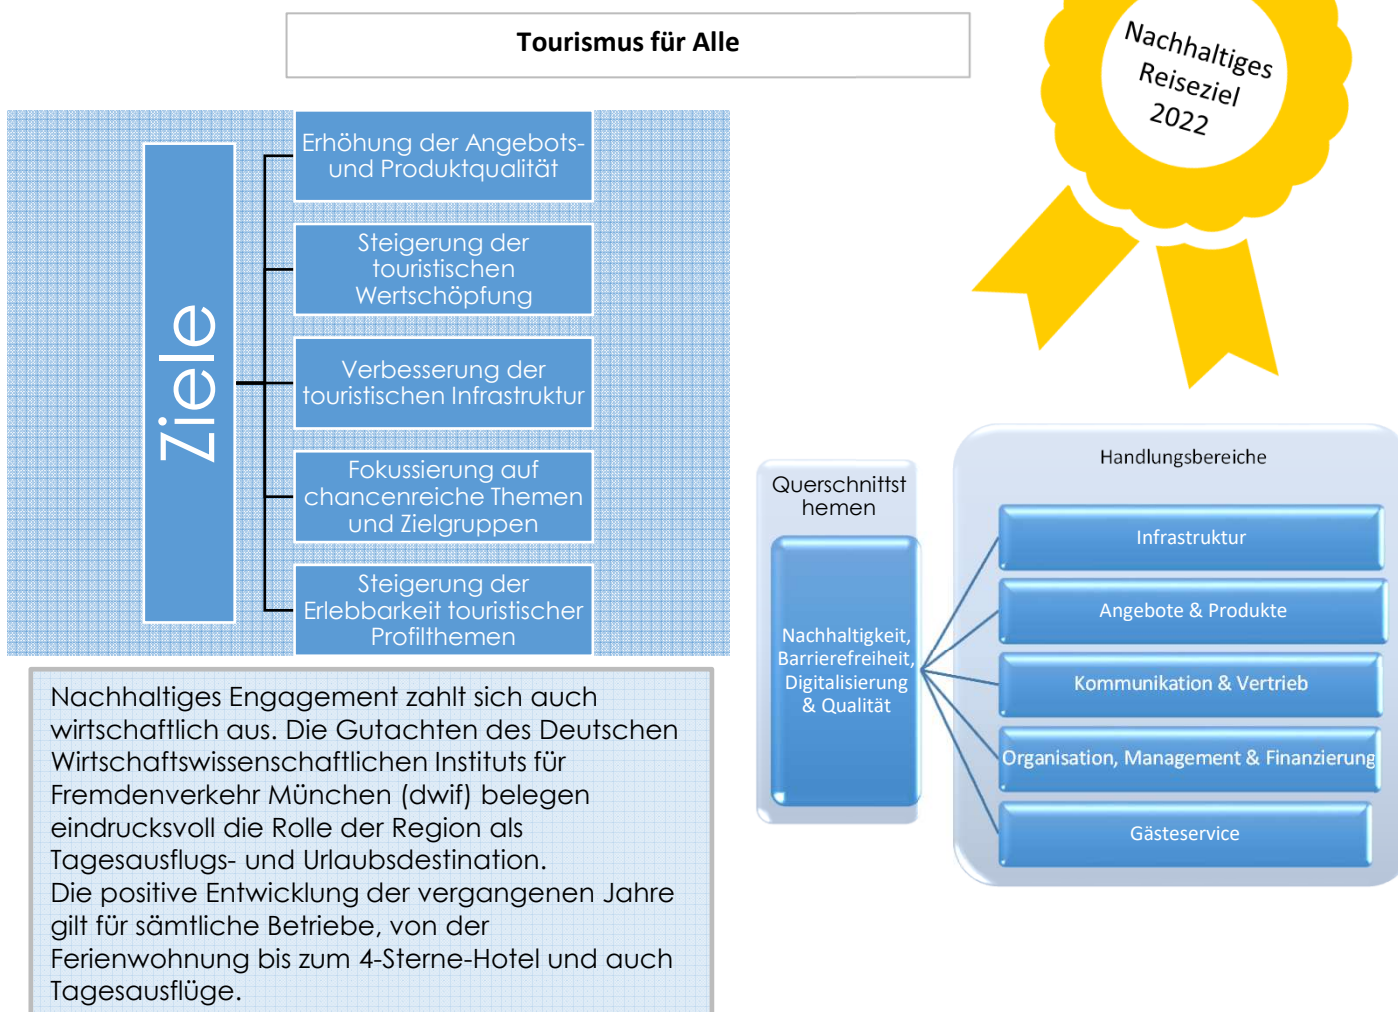 Tourismus für Alle
Nachhaltiges
Reiseziel
2022
Ziele
Erhöhung der Angebots-
und Produktqualität
Steigerung der
touristischen
Wertschöpfung
Verbesserung der
touristischen Infrastruktur
Fokussierung auf
chancenreiche Themen
und Zielgruppen
Steigerung der
Erlebbarkeit touristischer
Profilthemen
Querschnittst
hemen
Nachhaltigkeit,
Barrierefreiheit,
Digitalisierung
& Qualität
Handlungsbereiche
Infrastruktur
Angebote & Produkte
Kommunikation & Vertrieb
Organisation, Management & Finanzierung
Gästeservice
Nachhaltiges Engagement zahlt sich auch
wirtschaftlich aus. Die Gutachten des Deutschen
Wirtschaftswissenschaftlichen Instituts für
Fremdenverkehr München (dwif) belegen
eindrucksvoll die Rolle der Region als
Tagesausflugs- und Urlaubsdestination.
Die positive Entwicklung der vergangenen Jahre
gilt für sämtliche Betriebe, von der
Ferienwohnung bis zum 4-Sterne-Hotel und auch
Tagesausflüge.